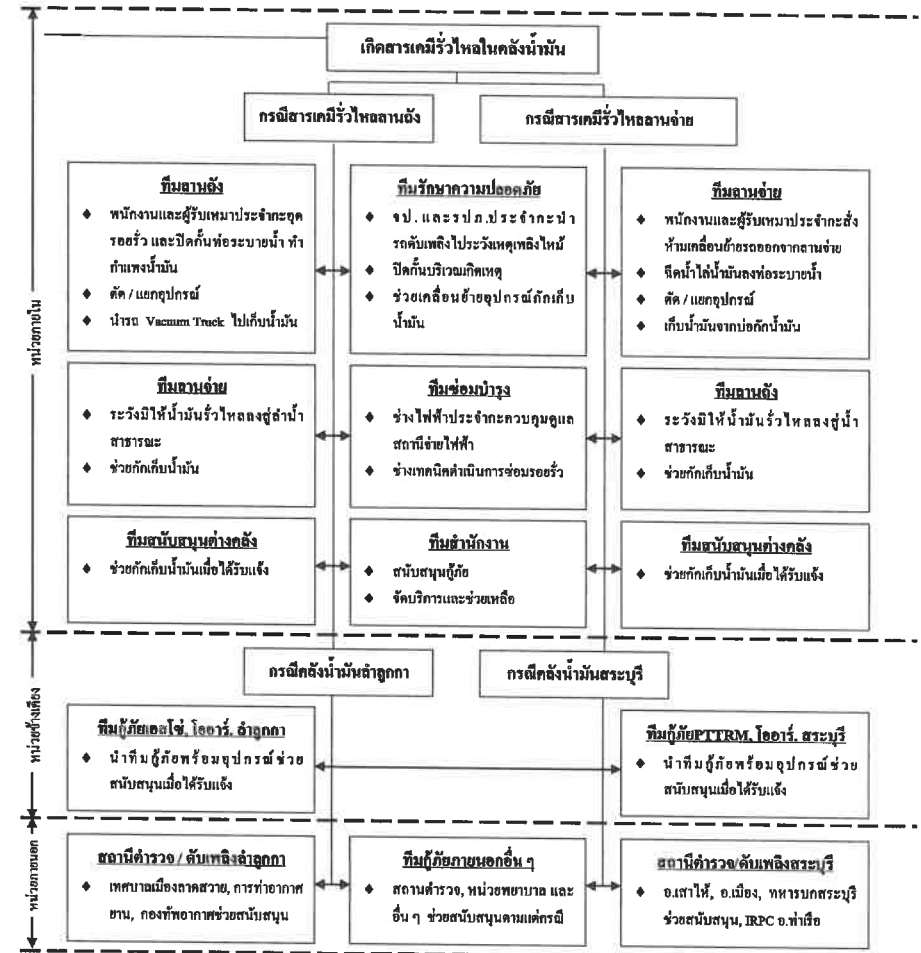 เกิดสารเคมีรั่วไหลในคลังน้ำมัน
กรณีสารเคมีรั่วไหลลานถัง
กรณีสารเคมีรั่วไหลลานจ่าย
หน่วยภายใน
ทีมลานถัง
♦ พนักงานและผู้รับเหมาประจำกะอุด
รอยรั่ว และปิดกั้นท่อระบายน้ำ ทำ
กำแพงน้ำมัน
♦ ตัด / แยกอุปกรณ์
♦ นำรถ Vacuum Truck ไปเก็บน้ำมัน
ทีมรักษาความปลอดภัย
♦ จป. และรปภ.ประจำกะนำ
รถดับเพลิงไประวังเหตุเพลิงไหม้
♦ ปิดกั้นบริเวณเกิดเหตุ
♦ ช่วยเคลื่อนย้ายอุปกรณ์กักเก็บ
น้ำมัน
ทีมลานจ่าย
♦ พนักงานและผู้รับเหมาประจำกะสั่ง
ห้ามเคลื่อนย้ายรถออกจากลานจ่าย
♦ ฉีดน้ำไล่น้ำมันลงท่อระบายน้ำ
♦ ตัด / แยกอุปกรณ์
♦ เก็บน้ำมันจากบ่อกักน้ำมัน
ทีมลานจ่าย
♦ ระวังมิให้น้ำมันรั่วไหลลงสู่ลำน้ำ
สาธารณะ
♦ ช่วยกักเก็บน้ำมัน
ทีมซ่อมบำรุง
♦ ช่างไฟฟ้าประจำกะควบคุมดูแล
สถานีจ่ายไฟฟ้า
♦ ช่างเทคนิคดำเนินการซ่อมรอยรั่ว
ทีมลานถัง
♦ ระวังมิให้น้ำมันรั่วไหลลงสู่น้ำ
สาธารณะ
♦ ช่วยกักเก็บน้ำมัน
ทีมสนับสนุนต่างคลัง
♦ ช่วยกักเก็บน้ำมันเมื่อได้รับแจ้ง
ทีมสำนักงาน
♦ สนับสนุนกู้ภัย
♦ จัดบริการและช่วยเหลือ
ทีมสนับสนุนต่างคลัง
♦ ช่วยกักเก็บน้ำมันเมื่อได้รับแจ้ง
หน่วยข้างเคียง
กรณีคลังน้ำมันลำลูกกา
กรณีคลังน้ำมันสระบุรี
ทีมกู้ภัยเอสโซ่, โออาร์. ลำลูกกา
♦ นำทีมกู้ภัยพร้อมอุปกรณ์ช่วย
สนับสนุนเมื่อได้รับแจ้ง
ทีมกู้ภัยPTTRM, โออาร์. สระบุรี
♦ นำทีมกู้ภัยพร้อมอุปกรณ์ช่วย
สนับสนุนเมื่อได้รับแจ้ง
หน่วยภายนอก
สถานีตำรวจ / ดับเพลิงลำลูกกา
♦ เทศบาลเมืองลาดสวาย, การท่าอากาศ
ยาน, กองทัพอากาศช่วยสนับสนุน
ทีมกู้ภัยภายนอกอื่น ๆ
♦ สถานตำรวจ, หน่วยพยาบาล และ
อื่น ๆ ช่วยสนับสนุนตามแต่กรณี
สถานีตำรวจ/ดับเพลิงสระบุรี
♦ อ.เสาไห้, อ.เมือง, ทหารบกสระบุรี
ช่วยสนับสนุน, IRPC อ.ท่าเรือ